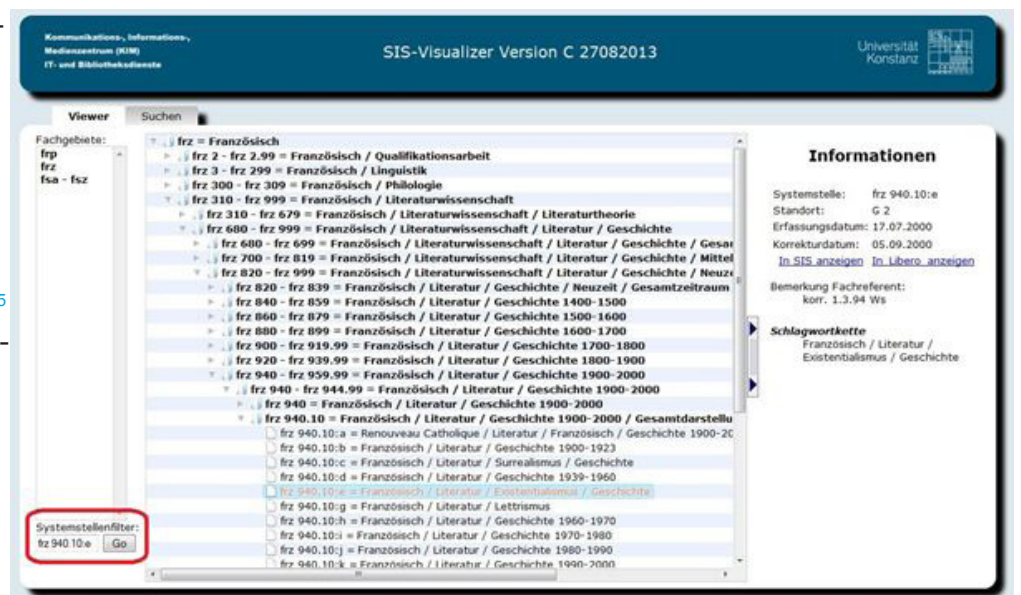 Kommunikations-, Informations-,
Medienzentrum (KIM)
IT- und Bibliotheksdienste
SIS-Visualizer Version C 27082013
Universität
Konstanz
Viewer
Suchen
Fachgebiete:
frp
frz
fsa - fsz
frz = Französisch
frz 2 - frz 2.99 = Französisch / Qualifikationsarbeit
frz 3 - frz 299 = Französisch / Linguistik
frz 300 - frz 309 = Französisch / Philologie
frz 310 - frz 999 = Französisch / Literaturwissenschaft
frz 310 - frz 679 = Französisch / Literaturwissenschaft / Literaturtheorie
frz 680 - frz 999 = Französisch / Literaturwissenschaft / Literatur / Geschichte
frz 680 - frz 699 = Französisch / Literaturwissenschaft / Literatur / Geschichte / Gesar
frz 700 - frz 819 = Französisch / Literaturwissenschaft / Literatur / Geschichte / Mittel
frz 820 - frz 999 = Französisch / Literaturwissenschaft / Literatur / Geschichte / Neuze
frz 820 - frz 839 = Französisch / Literatur / Geschichte / Neuzeit / Gesamtzeitraum
frz 840 - frz 859 = Französisch / Literatur / Geschichte 1400-1500
frz 860 - frz 879 = Französisch / Literatur / Geschichte 1500-1600
frz 880 - frz 899 = Französisch / Literatur / Geschichte 1600-1700
frz 900 - frz 919.99 = Französisch / Literatur / Geschichte 1700-1800
frz 920 - frz 939.99 = Französisch / Literatur / Geschichte 1800-1900
frz 940 - frz 959.99 = Französisch / Literatur / Geschichte 1900-2000
frz 940 - frz 944.99 = Französisch / Literatur / Geschichte 1900-2000
frz 940 = Französisch / Literatur / Geschichte 1900-2000
frz 940.10 = Französisch / Literatur / Geschichte 1900-2000 / Gesamtdarstellu
frz 940.10:a = Renouveau Catholique / Literatur / Französisch / Geschichte 1900-20
frz 940.10:b = Französisch / Literatur / Geschichte 1900-1923
frz 940.10:c = Französisch / Literatur / Surrealismus / Geschichte
frz 940.10:d = Französisch / Literatur / Geschichte 1939-1960
frz 940.10:e = Französisch / Literatur / Existentialismus / Geschichte
frz 940.10:g = Französisch / Literatur / Lettrismus
frz 940.10:h = Französisch / Literatur / Geschichte 1960-1970
frz 940.10:i = Französisch / Literatur / Geschichte 1970-1980
frz 940.10:j = Französisch / Literatur / Geschichte 1980-1990
frz 940.10:k = Französisch / Literatur / Geschichte 1990-2000
Systemstellenfilter:
frz 940.10:e Go
Informationen
Systemstelle: frz 940.10:e
Standort: G 2
Erfassungsdatum: 17.07.2000
Korrekturdatum: 05.09.2000
In SIS anzeigen In Libero anzeigen
Bemerkung Fachreferent:
korr. 1.3.94 Ws
Schlagwortkette
Französisch / Literatur /
Existentialismus / Geschichte
5